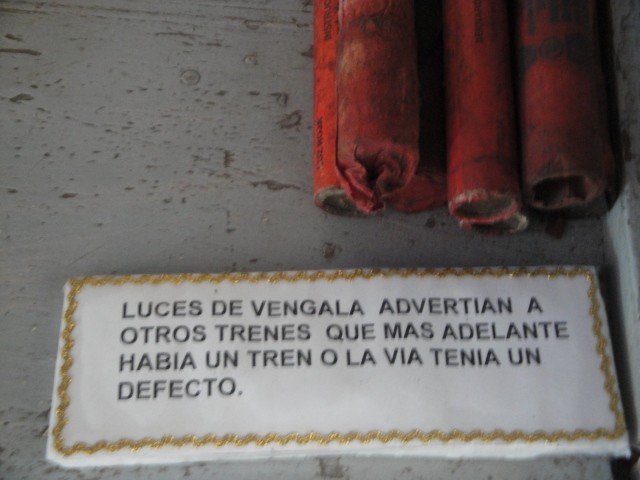 LUCES DE VENGALA ADVERTIAN A
OTROS TRENES QUE MAS ADELANTE
HABIA UN TREN O LA VIA TENIA UN
DEFECTO.